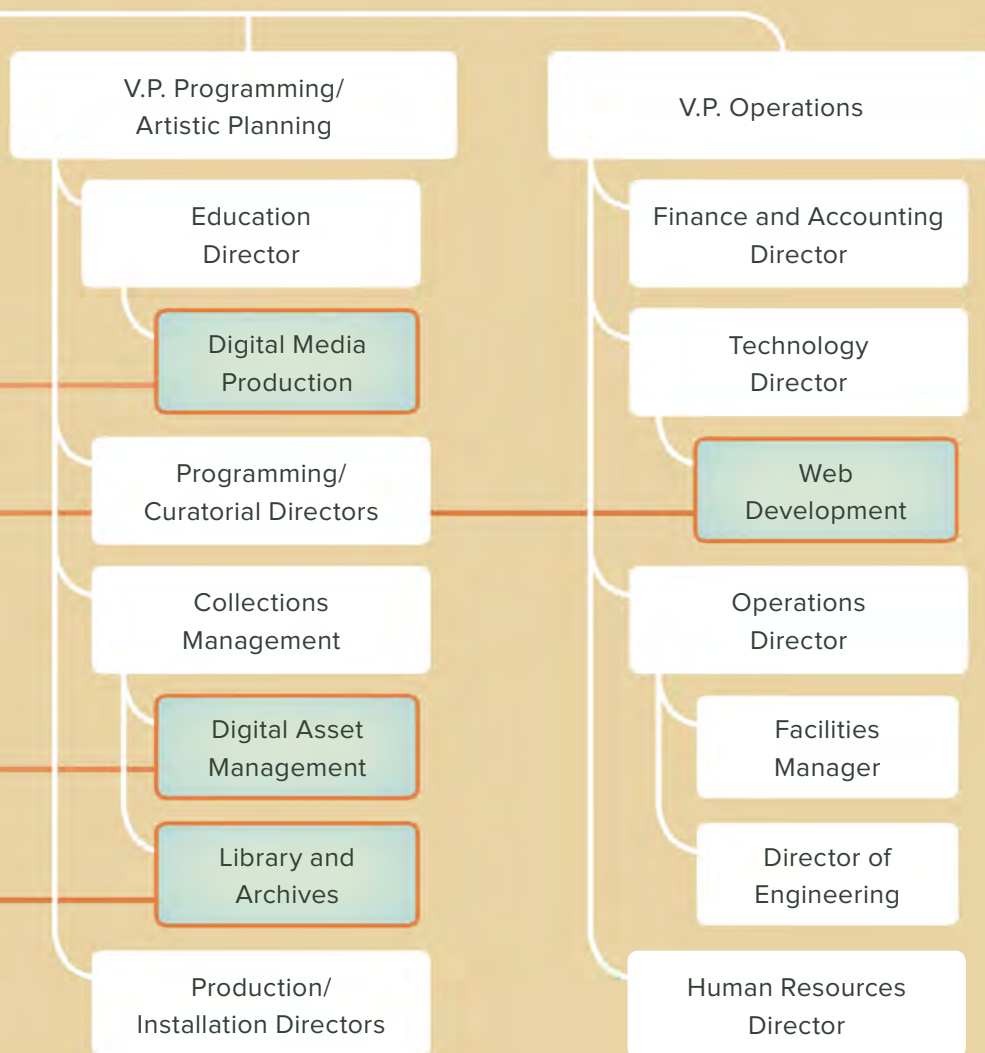 V.P. Programming/
Artistic Planning
Education
Director
Digital Media
Production
Programming/
Curatorial Directors
Collections
Management
Digital Asset
Management
Library and
Archives
Production/
Installation Directors
V.P. Operations
Finance and Accounting
Director
Technology
Director
Web
Development
Operations
Director
Facilities
Manager
Director of
Engineering
Human Resources
Director